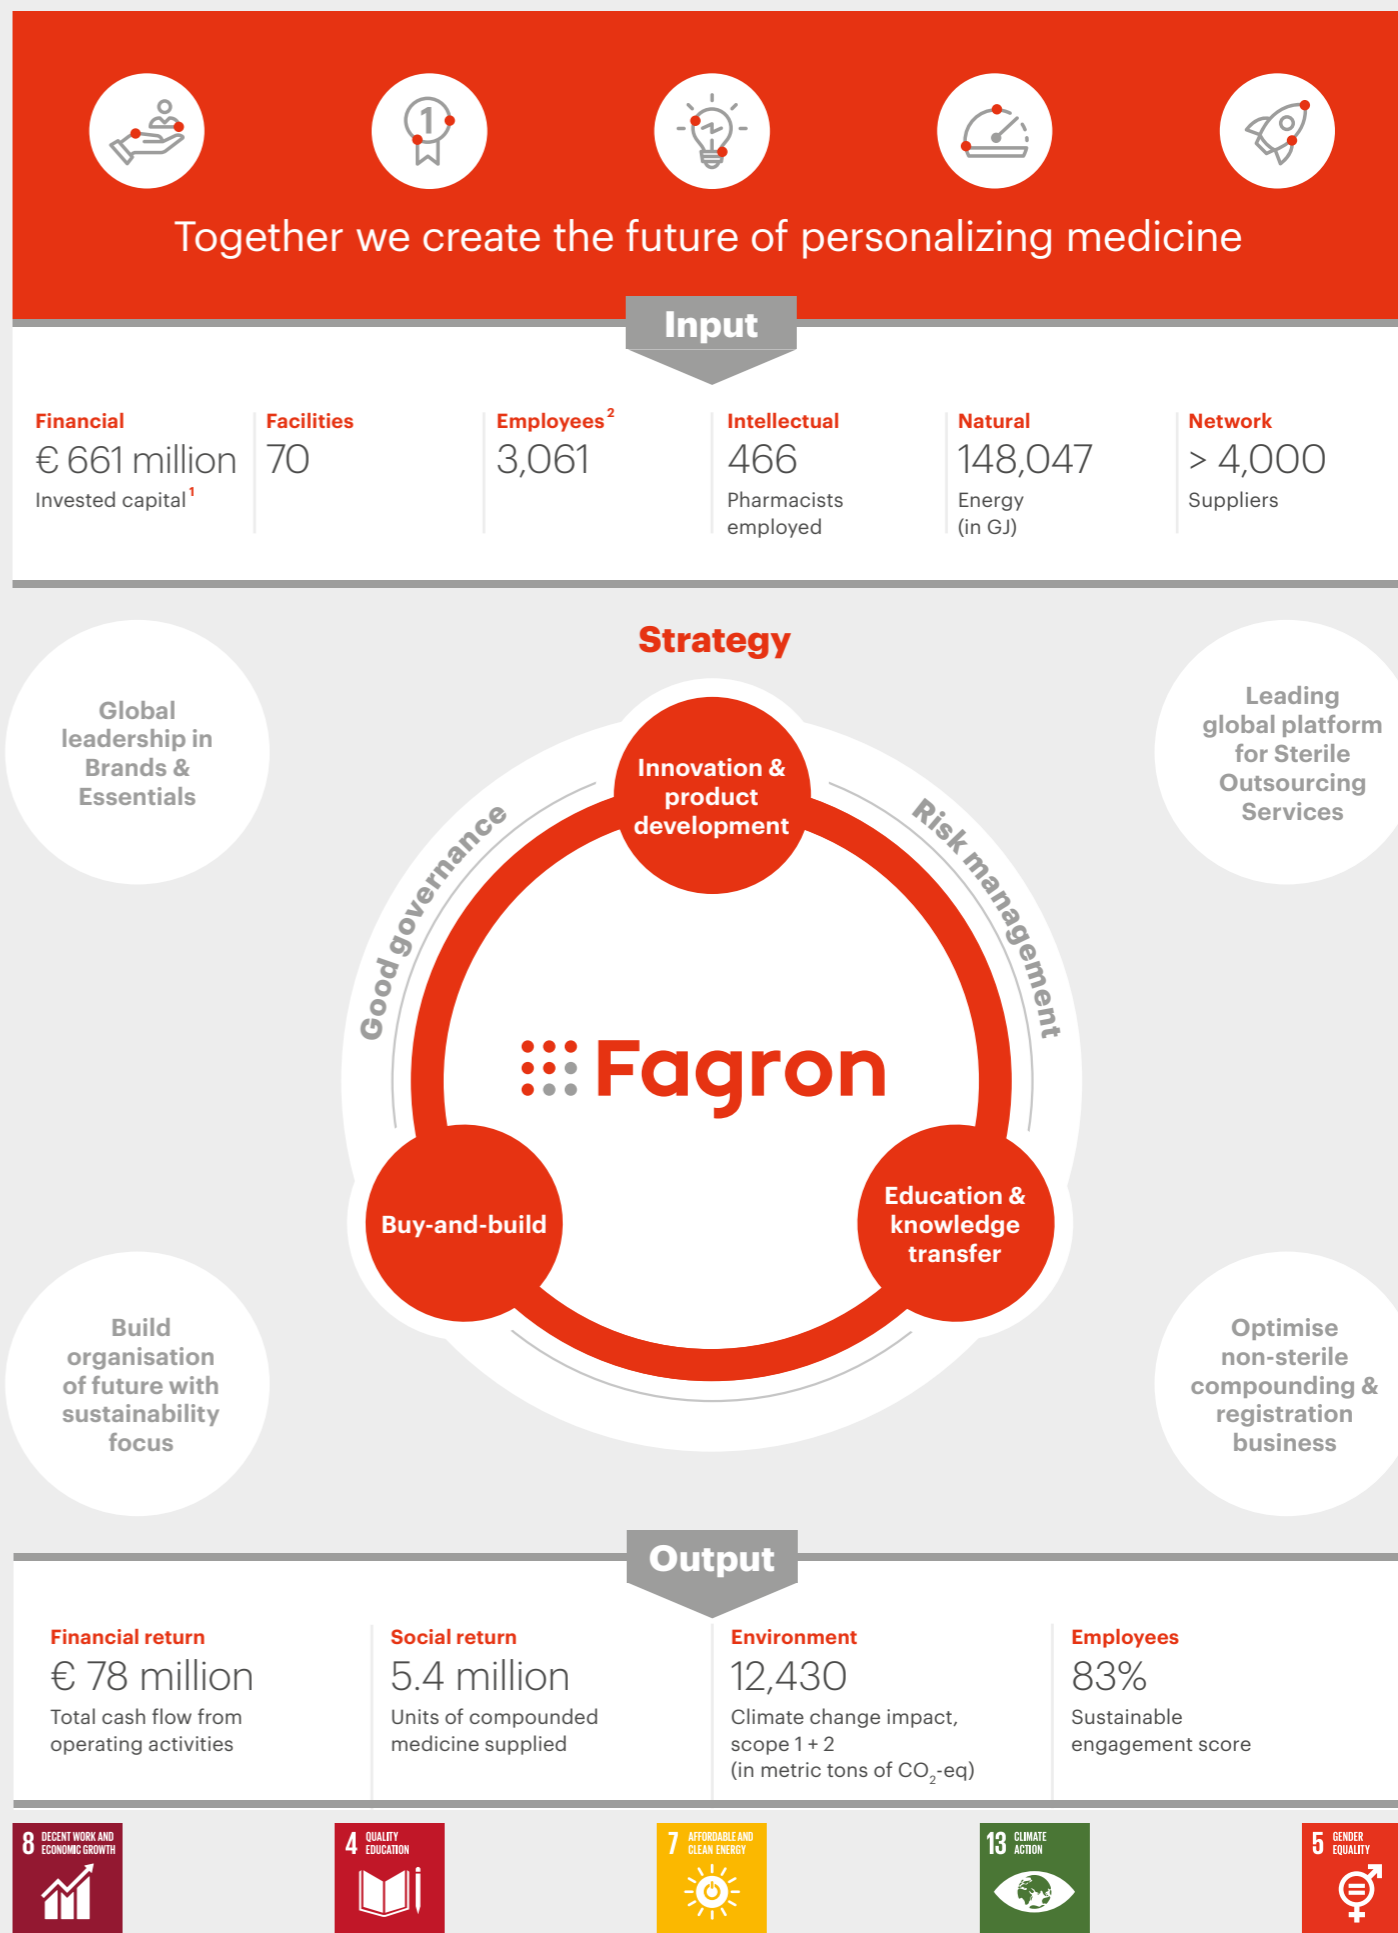 1
Together we create the future of personalizing medicine
Input
Financial
€ 661 million
Invested capital 1
Facilities
70
Employees 2
3,061
Intellectual
466
Pharmacists
employed
Natural
148,047
Energy
(in GJ)
Network
> 4,000
Suppliers
Strategy
Global
leadership in
Brands &
Essentials
Leading
global platform
for Sterile
Outsourcing
Services
Innovation &
product
development
Good governance
Risk management
Fagron
Buy-and-build
Education &
knowledge
transfer
Build
organisation
of future with
sustainability
focus
Optimise
non-sterile
compounding &
registration
business
Output
Financial return
€ 78 million
Total cash flow from
operating activities
Social return
5.4 million
Units of compounded
medicine supplied
Environment
12,430
Climate change impact,
scope 1 + 2
(in metric tons of CO2-eq)
Employees
83%
Sustainable
engagement score
8 DECENT WORK AND
ECONOMIC GROWTH
4 QUALITY
EDUCATION
7 AFFORDABLE AND
CLEAN ENERGY
13 CLIMATE
ACTION
5 GENDER
EQUALITY